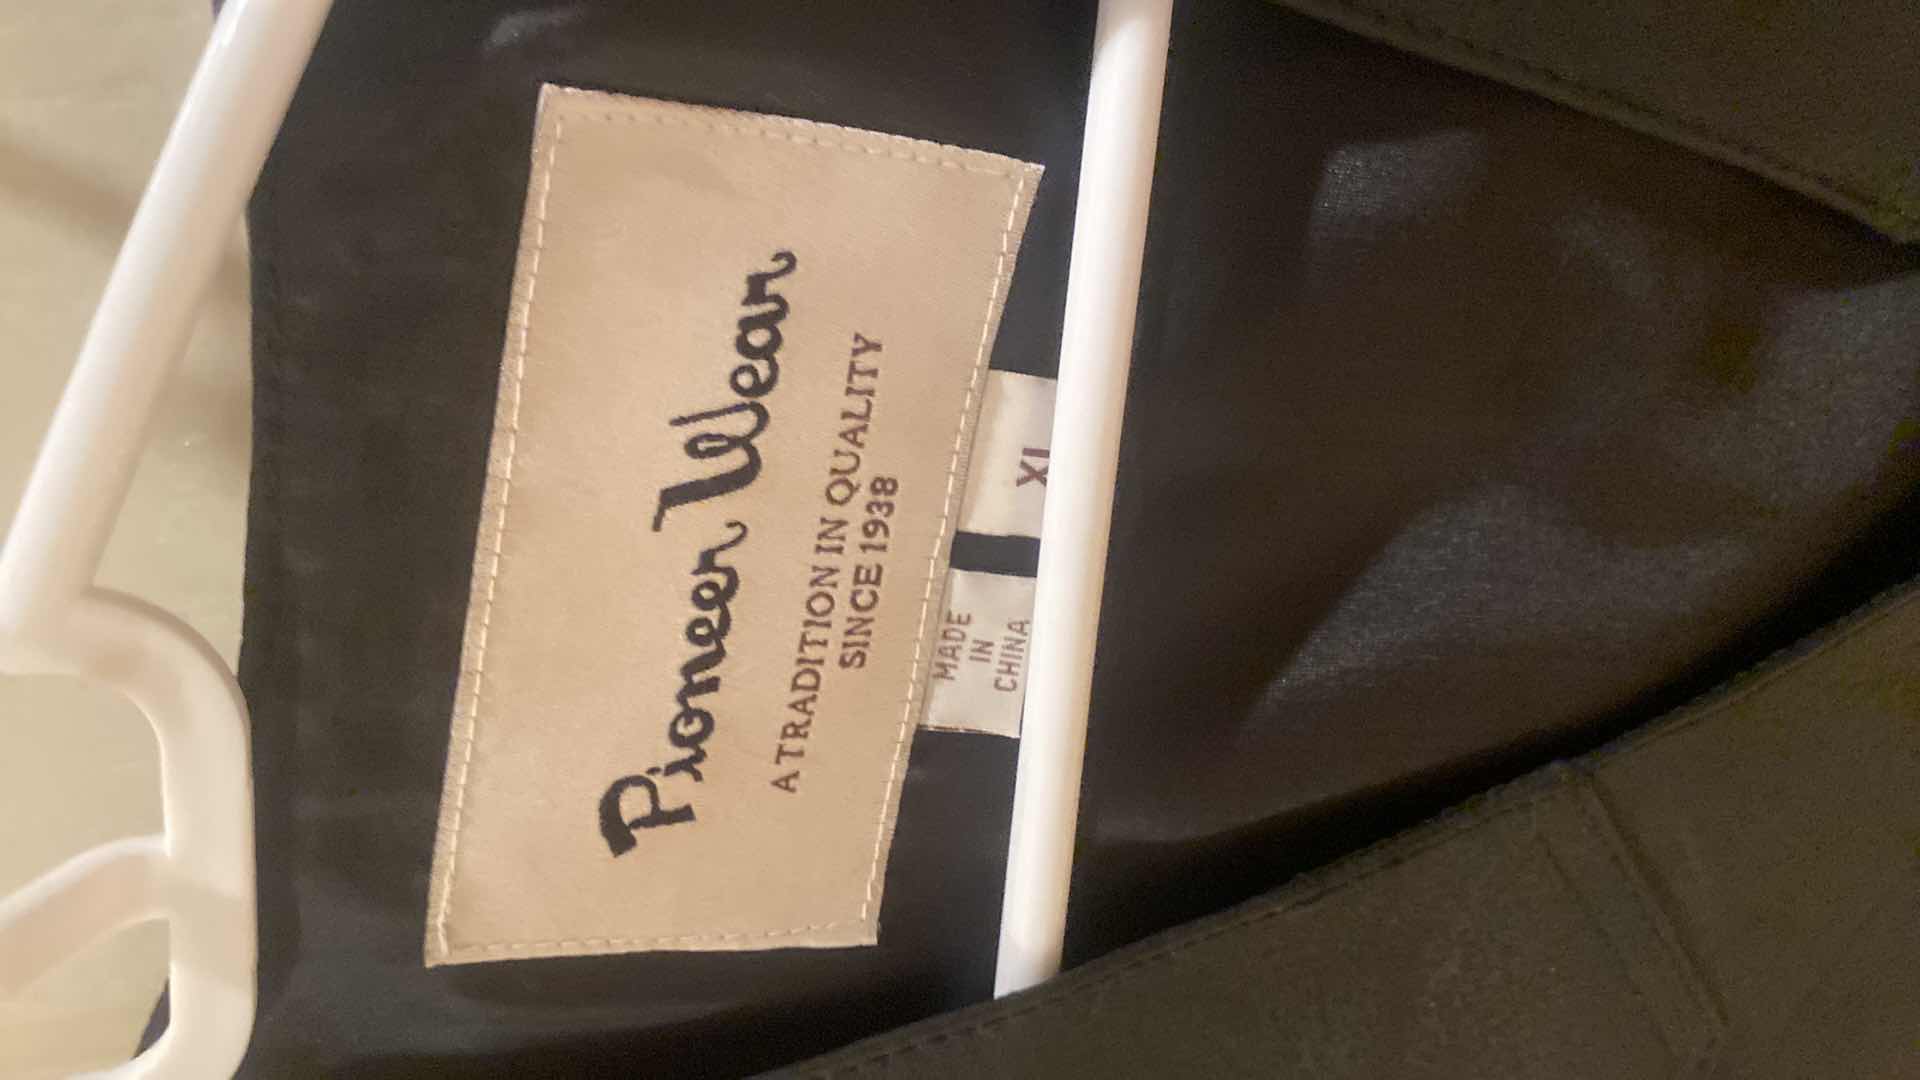 Pioneer Wear
A TRADITION IN QUALITY
SINCE 1938
MADE
IN
CHINA
XL